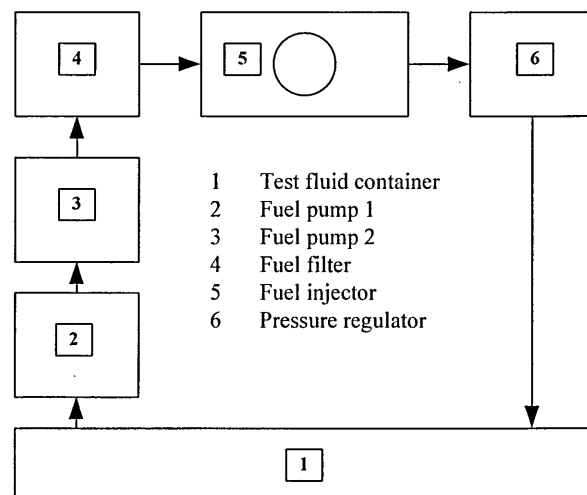 4
5
6
3
1 Test fluid container
2 Fuel pump 1
3 Fuel pump 2
4 Fuel filter
5 Fuel injector
6 Pressure regulator
2
1